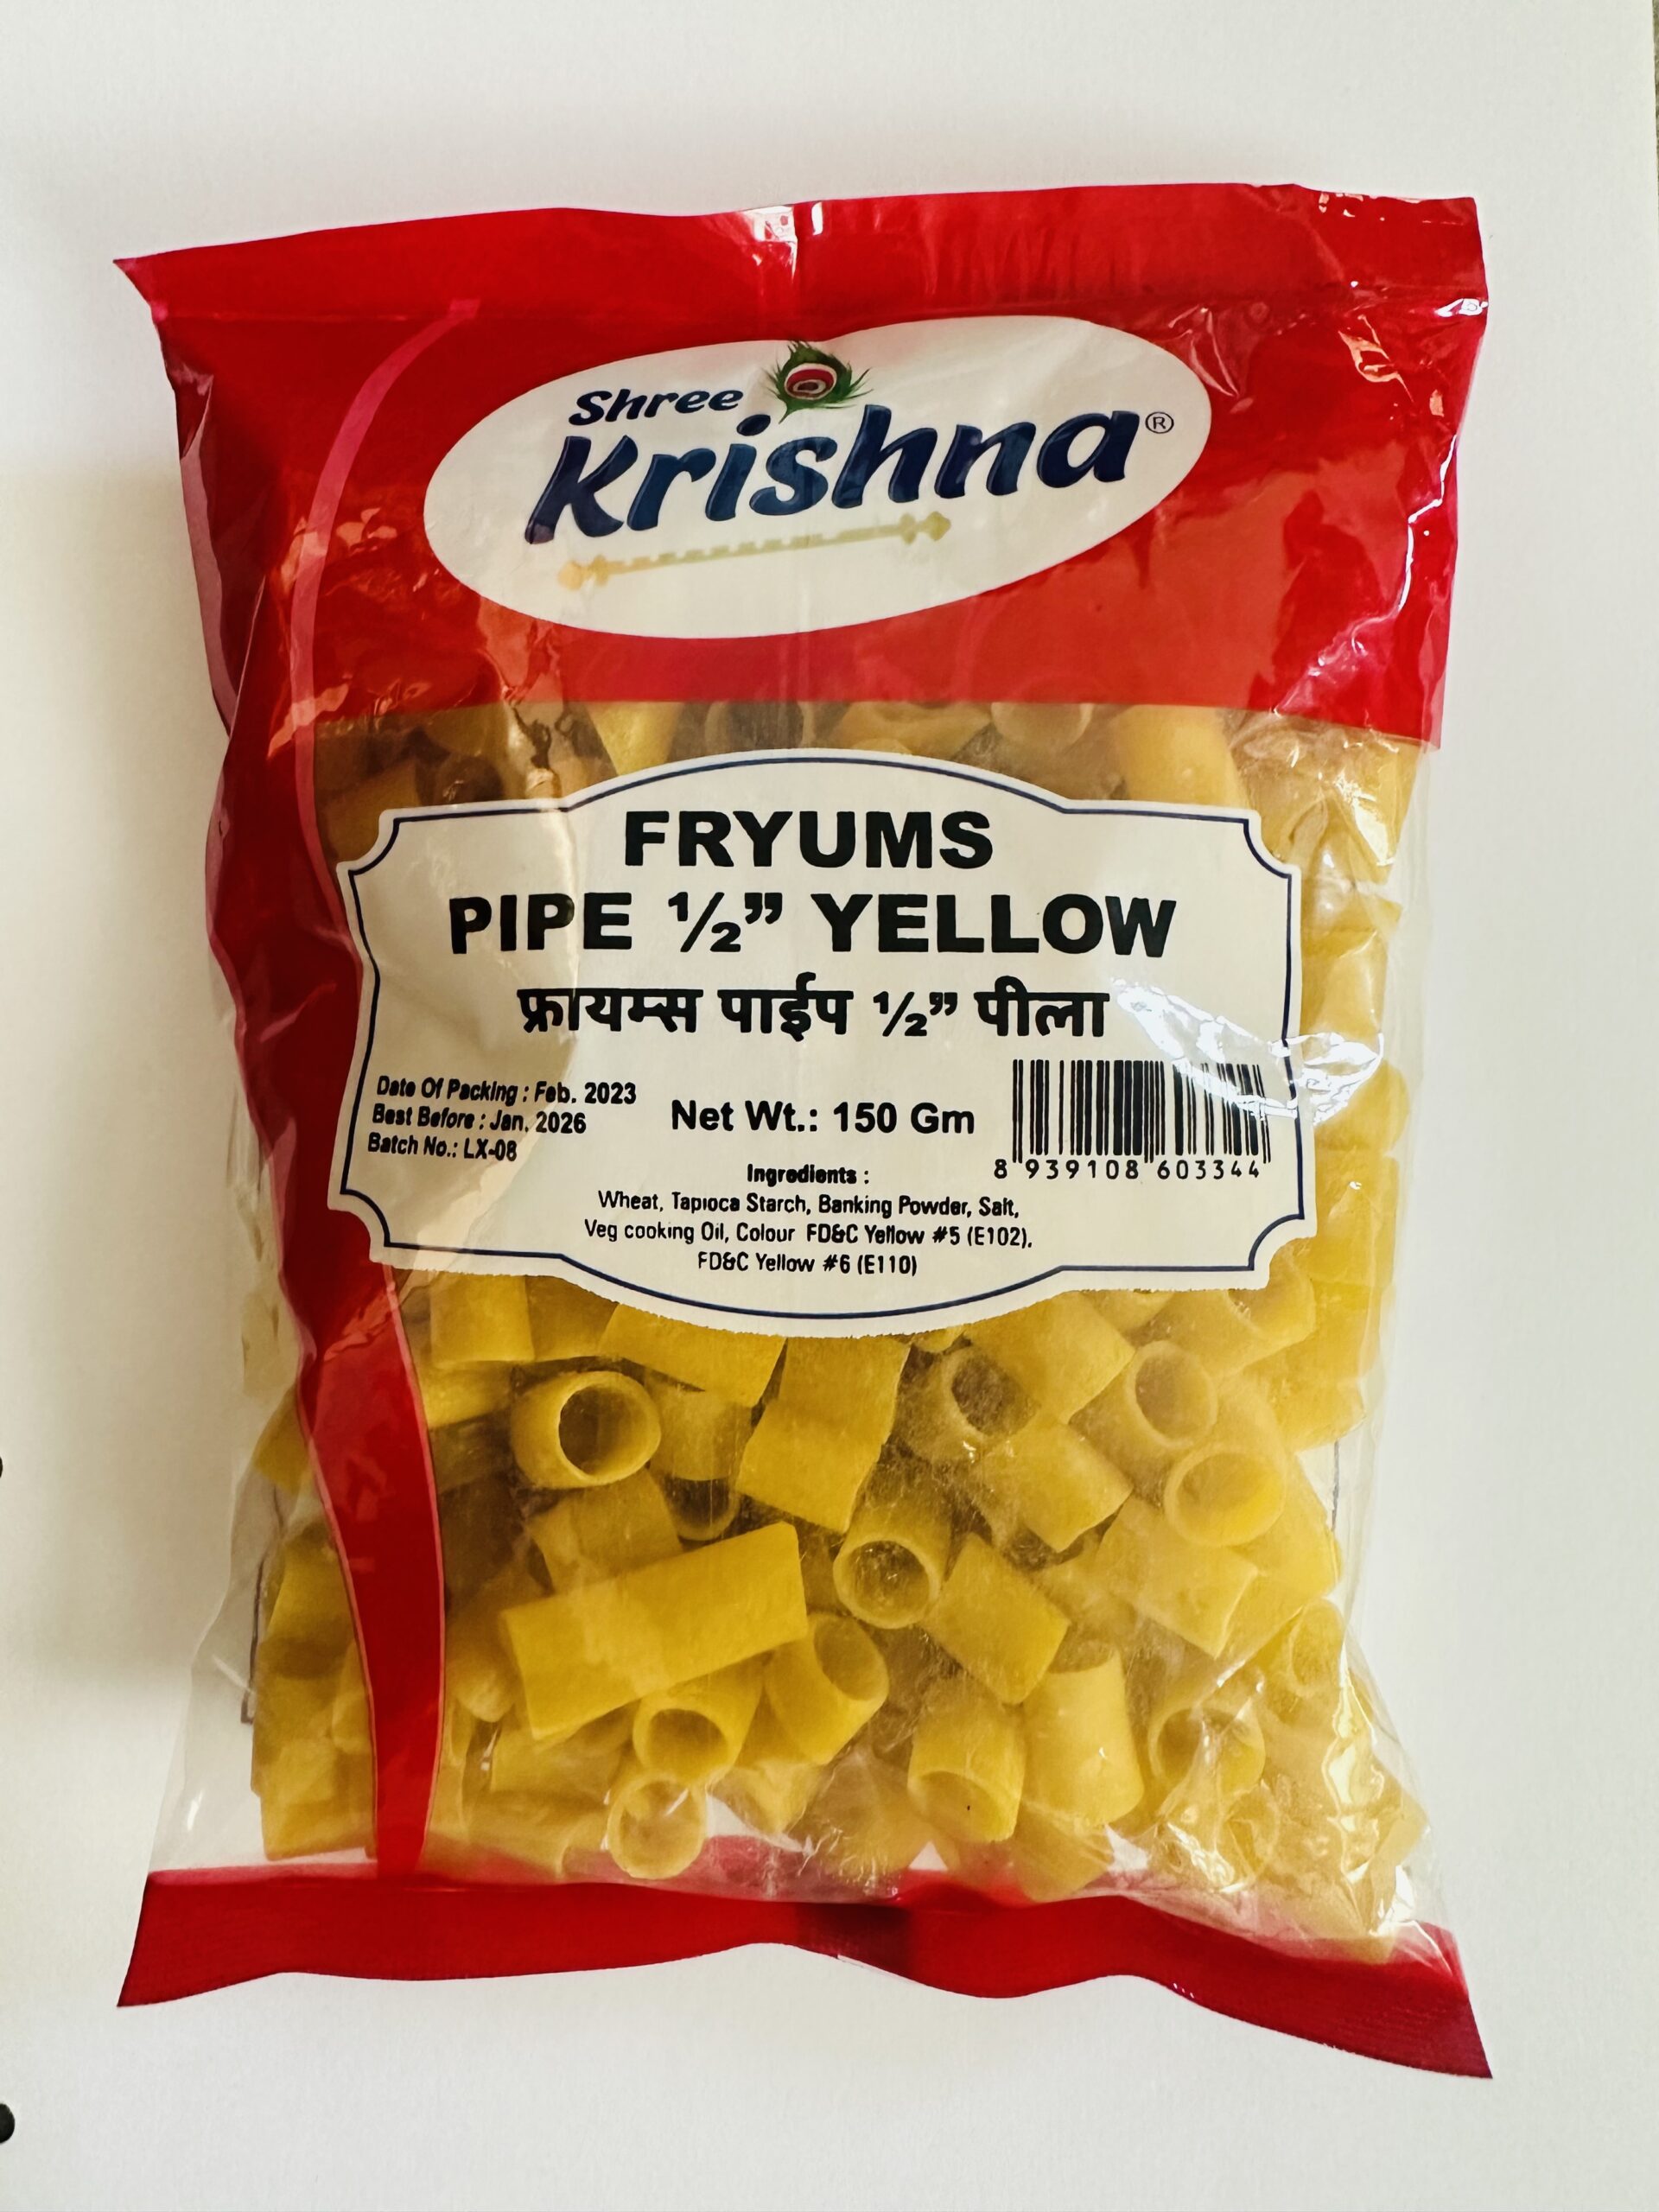 Shree
Krishna®
FRYUMS
PIPE ½” YELLOW
फ्रायम्स पाईप ½” पीला
Date Of Packing : Feb. 2023
Best Before : Jan. 2026
Batch No.: LX-08
Net Wt.: 150 Gm
8 939108 603344
Ingredients :
Wheat, Tapioca Starch, Banking Powder, Salt,
Veg cooking Oil, Colour FD&C Yellow #5 (E102),
FD&C Yellow #6 (E110)